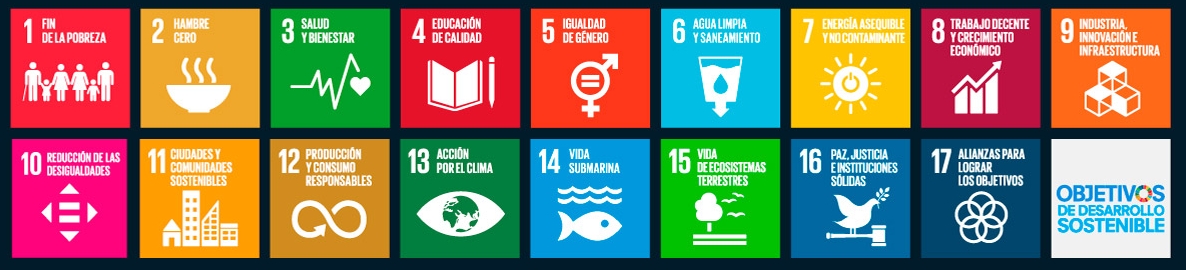 1 FIN
DE LA POBREZA
2 HAMBRE
CERO
3 SALUD
Y BIENESTAR
4 EDUCACIÓN
DE CALIDAD
5 IGUALDAD
DE GÉNERO
6 AGUA LIMPIA
Y SANEAMIENTO
7 ENERGÍA ASEQUIBLE
Y NO CONTAMINANTE
8 TRABAJO DECENTE
Y CRECIMIENTO
ECONÓMICO
9 INDUSTRIA,
INNOVACIÓN E
INFRAESTRUCTURA
10 REDUCCIÓN DE LAS
DESIGUALDADES
11 CIUDADES Y
COMUNIDADES
SOSTENIBLES
12 PRODUCCIÓN
Y CONSUMO
RESPONSABLES
13 ACCIÓN
POR EL CLIMA
14 VIDA
SUBMARINA
15 VIDA
DE ECOSISTEMAS
TERRESTRES
16 PAZ, JUSTICIA
E INSTITUCIONES
SÓLIDAS
17 ALIANZAS PARA
LOGRAR
LOS OBJETIVOS
OBJETIVOS
DE DESARROLLO
SOSTENIBLE